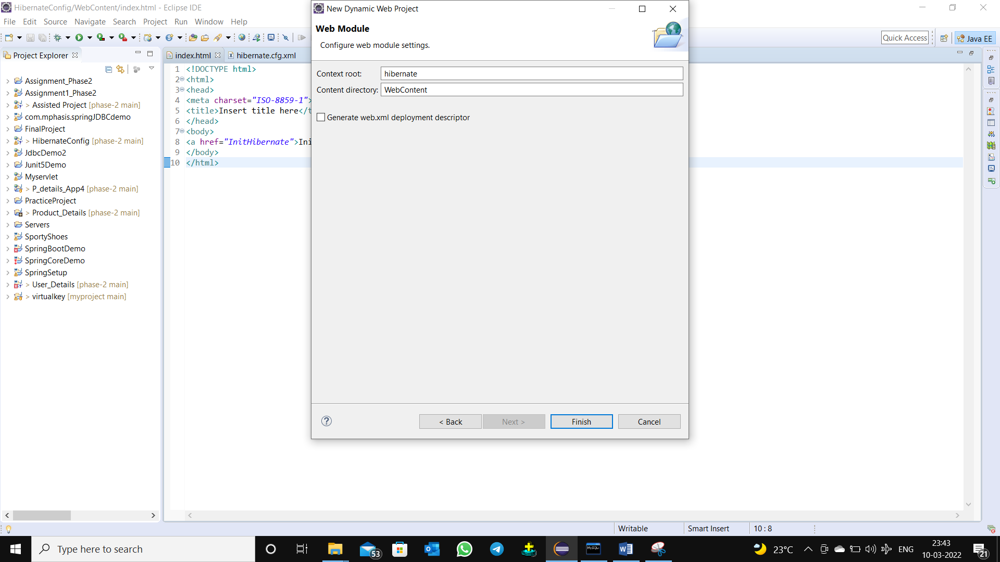 HibernateConfig/WebContent/index.html - Eclipse IDE
File Edit Source Navigate Search Project Run Window Help
Quick Access
Java EE
Project Explorer
Assignment_Phase2
Assignment1_Phase2
> Assisted Project [phase-2 main]
com.mphasis.springJDBCdemo
FinalProject
> HibernateConfig [phase-2 main]
JdbcDemo2
Junit5Demo
Myservlet
> P_details_App4 [phase-2 main]
PracticeProject
> Product_Details [phase-2 main]
Servers
SportyShoes
SpringBootDemo
SpringCoreDemo
SpringSetup
> User_Details [phase-2 main]
> virtualkey [myproject main]
index.html
hibernate.cfg.xml
1 <!DOCTYPE html>
2 <html>
3 <head>
4 <meta charset="ISO-8859-1">
5 <title>Insert title here</t
6 </head>
7 <body>
8 <a href="InitHibernate">Ini
9 </body>
10 </html>
New Dynamic Web Project
Web Module
Configure web module settings.
Context root: hibernate
Content directory: WebContent
Generate web.xml deployment descriptor
?
< Back
Next >
Finish
Cancel
Writable
Smart Insert
10 : 8
Type here to search
53
MySQL
23°C
ENG
23:43
10-03-2022
21